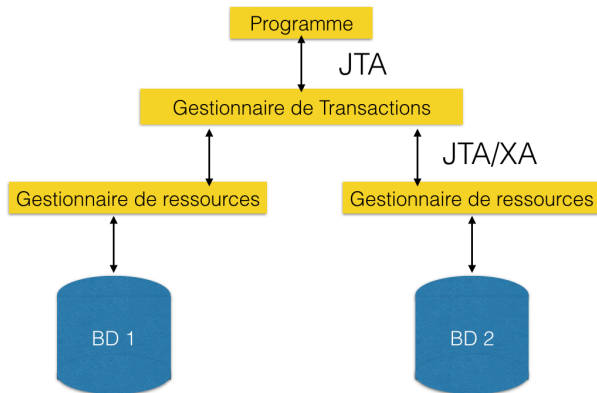 Programme
JTA
Gestionnaire de Transactions
JTA/XA
Gestionnaire de ressources
Gestionnaire de ressources
BD 1
BD 2